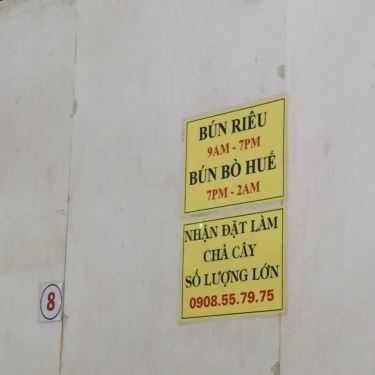 BÚN RIÊU
9AM - 7PM
BÚN BÒ HUẾ
7PM - 2AM
NHẬN ĐẶT LÀM
CHẢ CÂY
SỐ LƯỢNG LỚN
0908.55.79.75
8